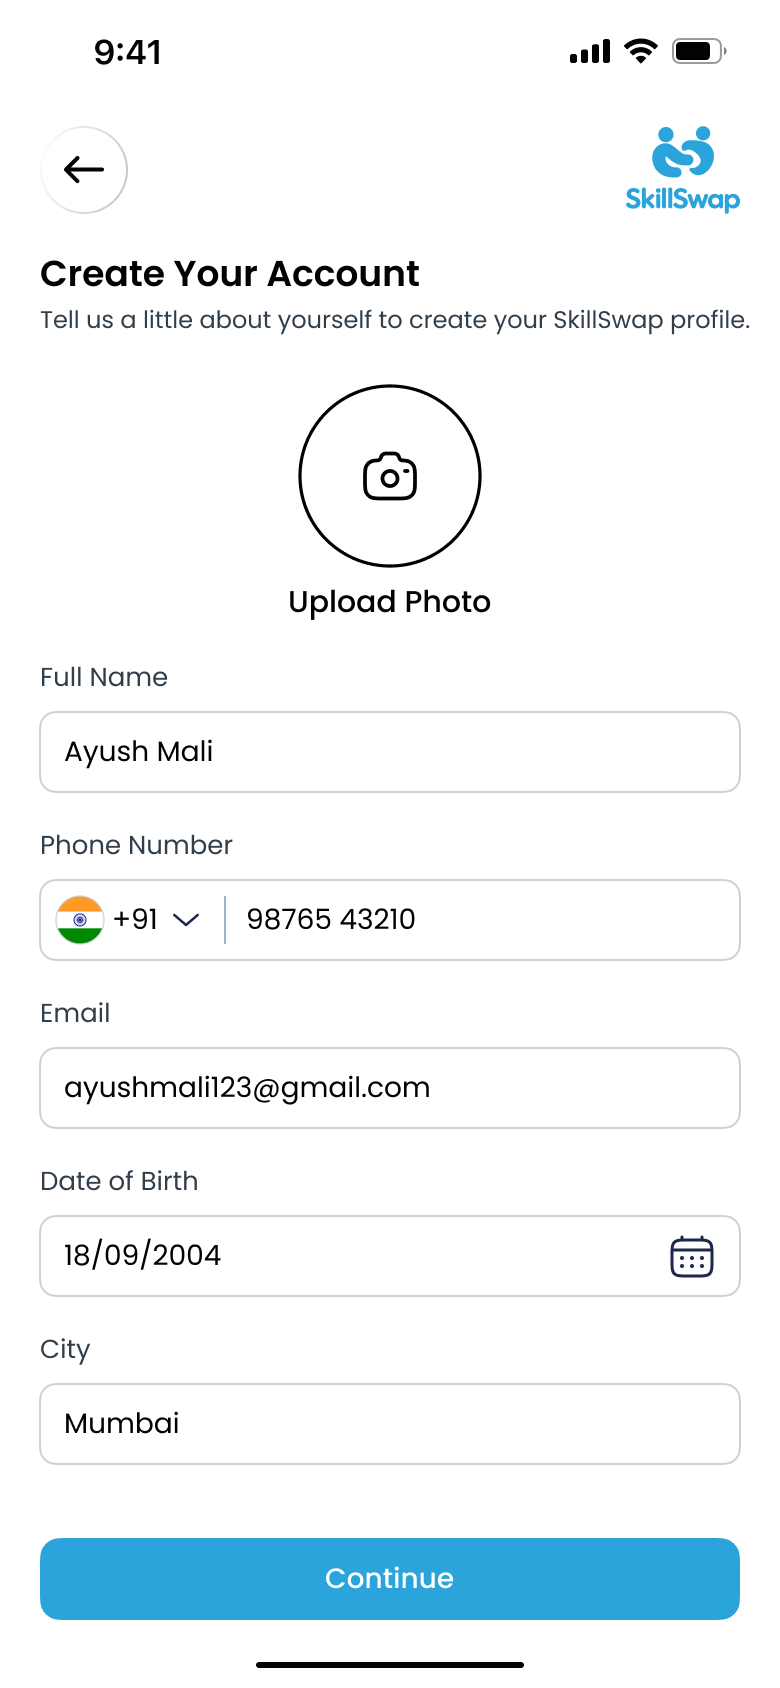 9:41
SkillSwap
Create Your Account
Tell us a little about yourself to create your SkillSwap profile.
Upload Photo
Full Name
Ayush Mali
Phone Number
+91 98765 43210
Email
ayushmali123@gmail.com
Date of Birth
18/09/2004
City
Mumbai
Continue